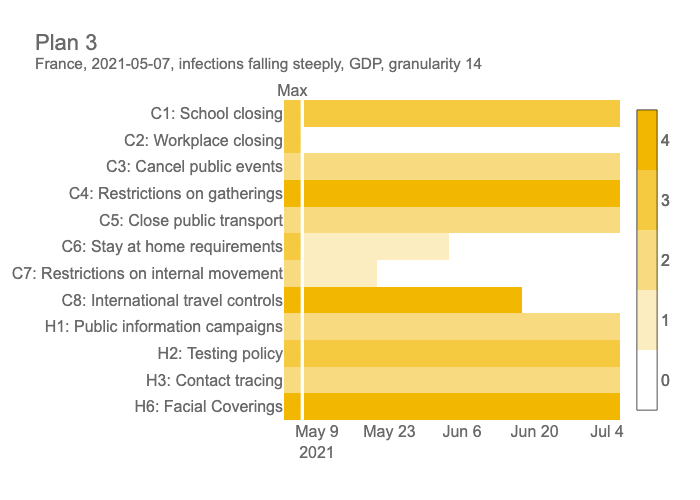 Plan 3
France, 2021-05-07, infections falling steeply, GDP, granularity 14
Max
C1: School closing
C2: Workplace closing
C3: Cancel public events
C4: Restrictions on gatherings
C5: Close public transport
C6: Stay at home requirements
C7: Restrictions on internal movement
C8: International travel controls
H1: Public information campaigns
H2: Testing policy
H3: Contact tracing
H6: Facial Coverings
May 9 May 23 Jun 6 Jun 20 Jul 4
2021
4
3
2
1
0